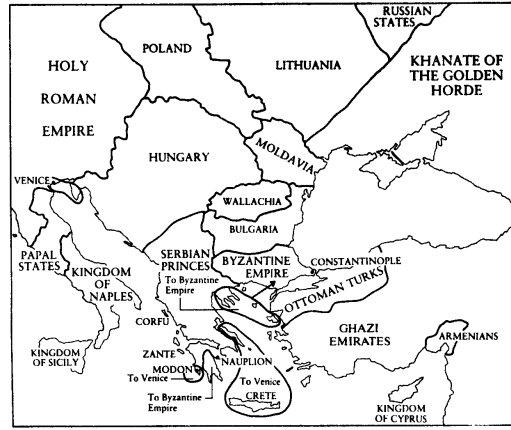 RUSSIAN
STATES
POLAND
LITHUANIA
KHANATE OF
THE GOLDEN
HORDE
HOLY
ROMAN
EMPIRE
HUNGARY
MOLDAVIA
VENICE
WALLACHIA
BULGARIA
PAPAL
STATES
KINGDOM
OF
NAPLES
SERBIAN
PRINCES
BYZANTINE
EMPIRE
CONSTANTINOPLE
To Byzantine
Empire
OTTOMAN TURKS
CORFU
GHAZI
EMIRATES
ARMENIANS
KINGDOM
OF SICILY
ZANTE
MODON
To Venice
NAUPLION
To Byzantine
Empire
To Venice
CRETE
KINGDOM
OF CYPRUS